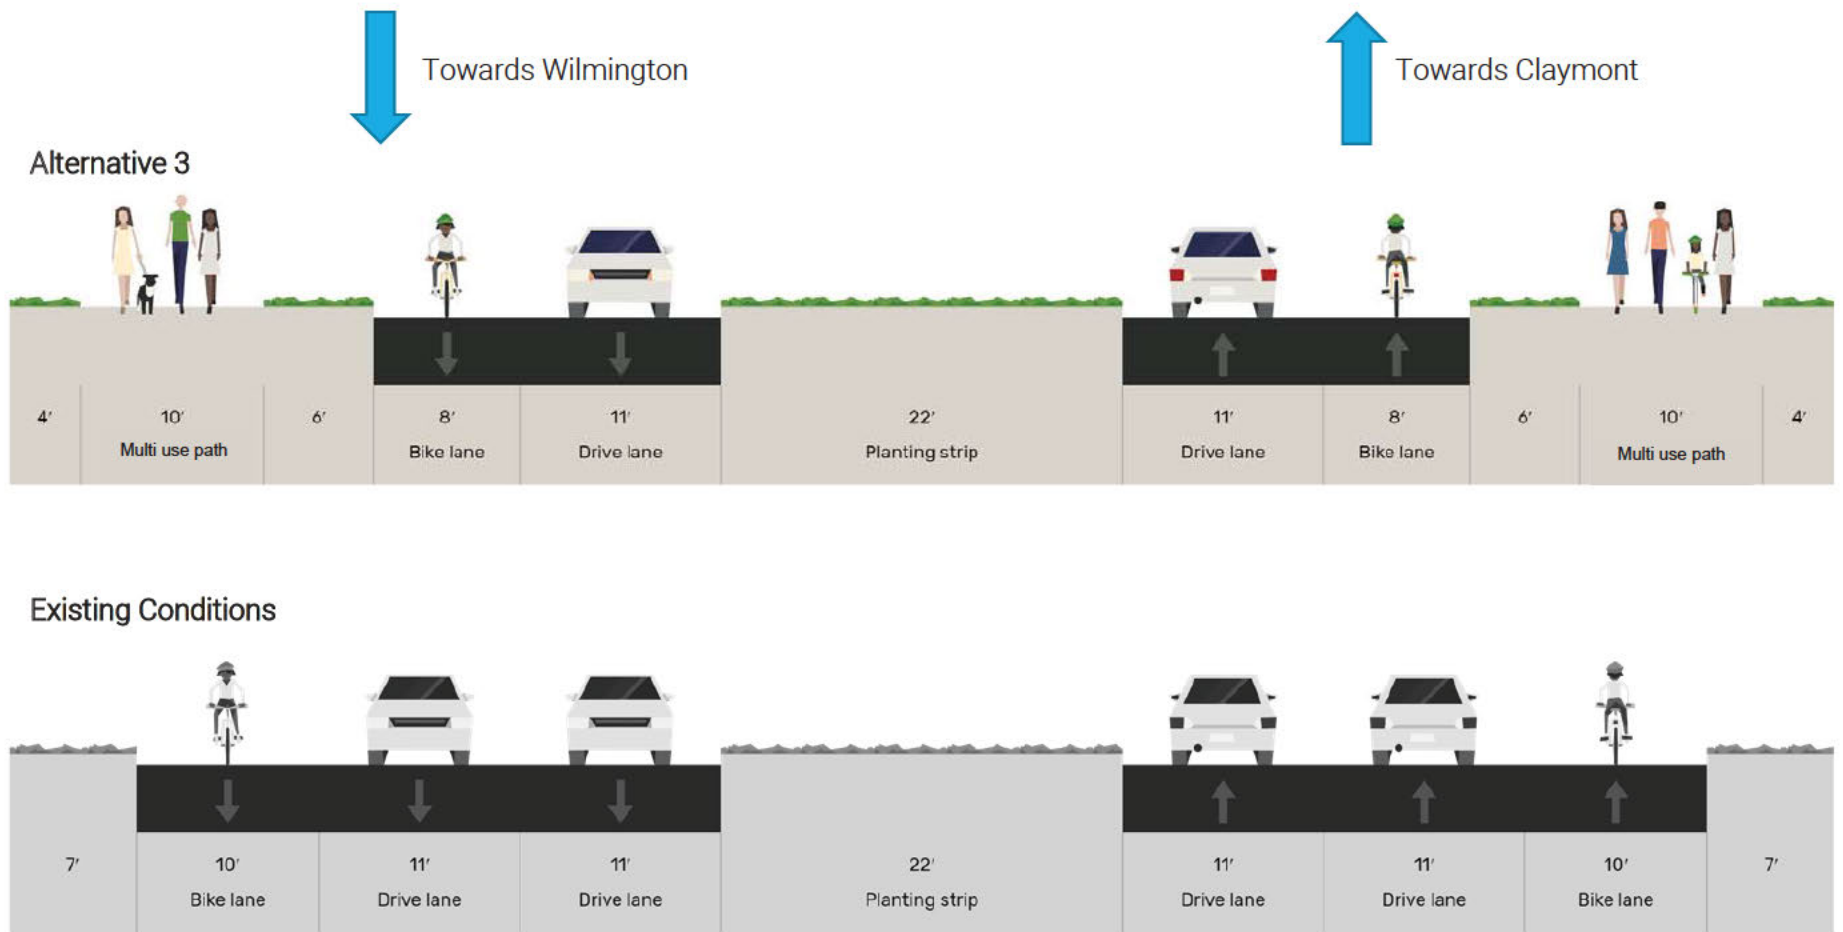 Towards Wilmington
Towards Claymont
Alternative 3
4' 10' 6' 8' 11' 22' 11' 8' 6' 10' 4'
Multi use path Bike lane Drive lane Planting strip Drive lane Bike lane Multi use path
Existing Conditions
7' 10' 11' 11' 22' 11' 11' 10' 7'
Bike lane Drive lane Drive lane Planting strip Drive lane Drive lane Bike lane